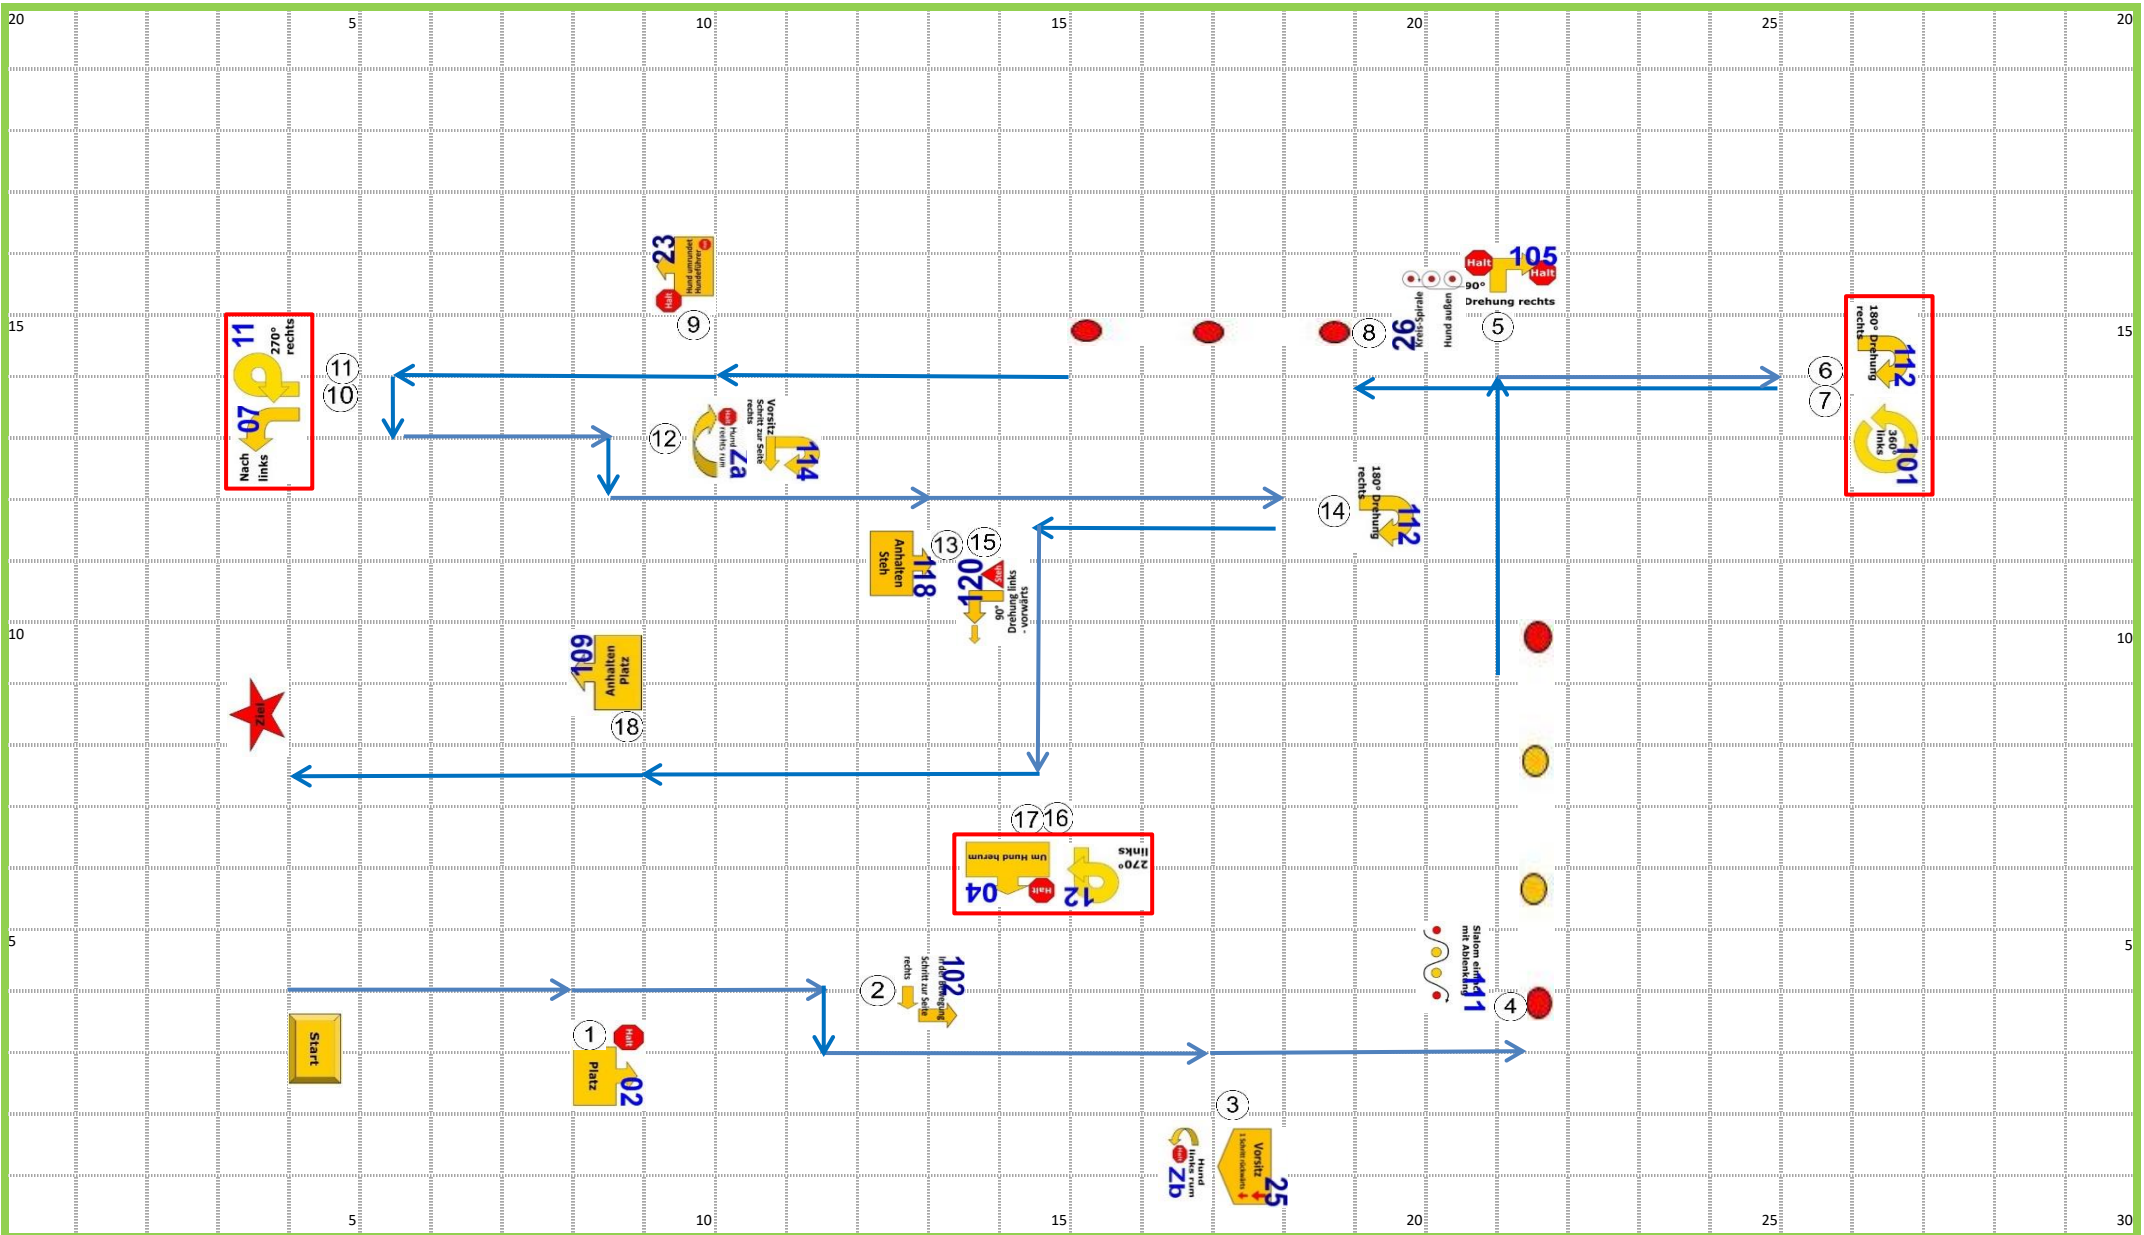 20 5 10 15 20 25 20
23
Halt
Hund umrundet
Hundeführer
9
105
Halt
Halt
90°
Drehung rechts
5
26
Kreis-Spirale
Hund außen
8
15
15
11
270°
rechts
07
Nach
links
11
10
6
7
180° Drehung
rechts
112
360°
links
101
12
Hund
rechts rum
Za
Vorsitz
Schritt zur Seite
rechts
114
14
180° Drehung
rechts
112
Anhalten
Steh
118
13
15
120
Steh
90°
Drehung links
- vorwärts
10
10
109
Anhalten
Platz
18
Ziel
17
16
Um Hund herum
04
Halt
12
270°
links
5
5
2
102
In der Bewegung
Schritt zur Seite
rechts
Slalom einfach
mit Ablenkung
111
4
Start
1
Halt
Platz
02
3
Hund
links rum
Halt
Zb
Vorsitz
1 Schritt rückwärts
25
5 10 15 20 25 30